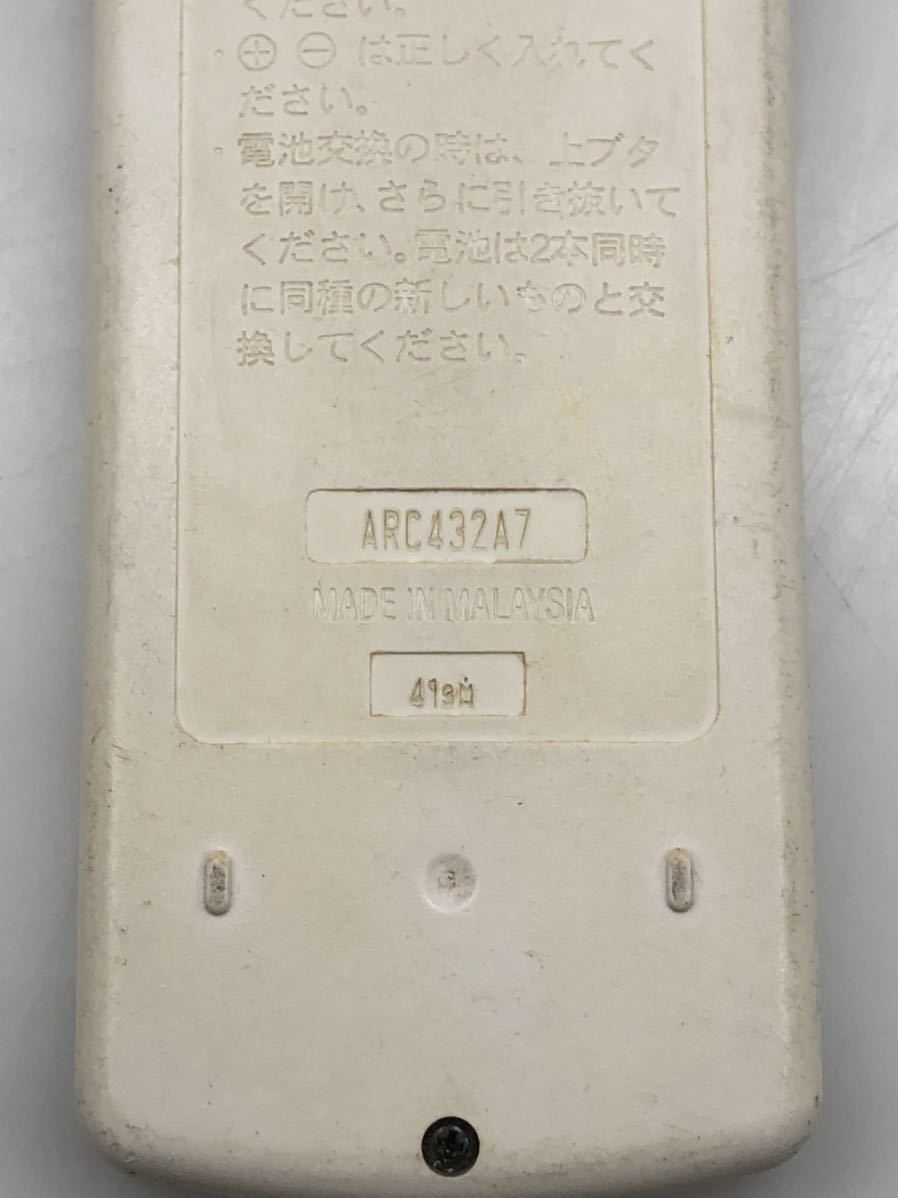 ください。
・⊕ ⊖ は正しく入れてく
ださい。
・電池交換の時は、上ブタ
を開け、さらに引き抜いて
ください。電池は2本同時
に同種の新しいものと交
換してください。
ARC432A7
MADE IN MALAYSIA